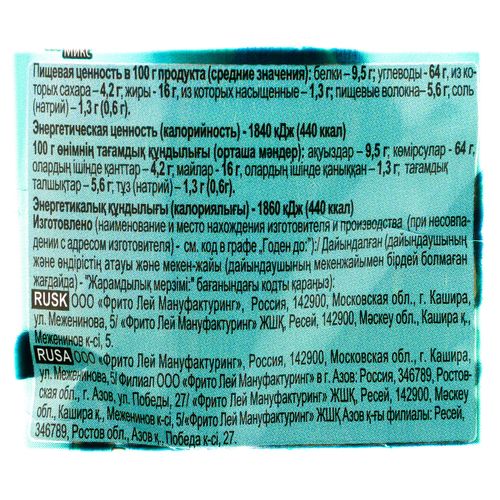 МИКС
Пищевая ценность в 100 г продукта (средние значения): белки – 9,5 г; углеводы - 64 г, из ко-
торых сахара – 4,2 г; жиры - 16 г, из которых насыщенные – 1,3 г; пищевые волокна – 5,6 г; соль
(натрий) – 1,3 г (0,6 г).
Энергетическая ценность (калорийность) - 1840 кДж (440 ккал)
100 г өнімнің тағамдық құндылығы (орташа мәндер): ақуыздар – 9,5 г; көмірсулар - 64 г,
олардың ішінде қанттар – 4,2 г; майлар - 16 г, олардың ішінде қаныққан – 1,3 г; тағамдық
талшықтар – 5,6 г; тұз (натрий) – 1,3 г (0,6г).
Энергетикалық құндылығы (калориялығы) - 1860 кДж (440 ккал)
Изготовлено (наименование и место нахождения изготовителя и производства (при несовпа-
дении с адресом изготовителя) - см. код в графе „Годен до:"):/ Дайындалған (дайындаушының
және өндірістің атауы және мекен-жайы (дайындаушының мекенжайымен бірдей болмаған
жағдайда) - "Жарамдылық мерзімі:" бағанындағы кодты қараңыз):
RUSK ООО «Фрито Лей Мануфактуринг», Россия, 142900, Московская обл., г. Кашира,
ул. Меженинова, 5/ «Фрито Лей Мануфактуринг» ЖШҚ, Ресей, 142900, Мәскеу обл., Кашира қ.,
Меженинов к-сі, 5.
RUSA ООО «Фрито Лей Мануфактуринг», Россия, 142900, Московская обл., г. Кашира,
ул. Меженинова, 5/ Филиал ООО «Фрито Лей Мануфактуринг» в г. Азов: Россия, 346789, Ростов-
ская обл., г. Азов, ул. Победы, 27/ «Фрито Лей Мануфактуринг» ЖШҚ, Ресей, 142900, Мәскеу
обл., Кашира қ., Меженинов к-сі, 5/ «Фрито Лей Мануфактуринг» ЖШҚ Азов қ-ғы филиалы: Ресей,
346789, Ростов обл., Азов қ., Победа к-сі, 27.